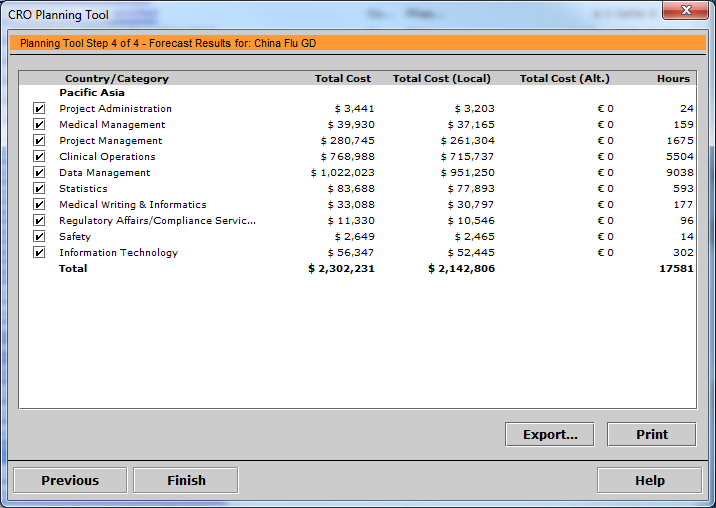 CRO Planning Tool
Planning Tool Step 4 of 4 - Forecast Results for: China Flu GD
Country/Category Total Cost Total Cost (Local) Total Cost (Alt.) Hours
Pacific Asia
Project Administration $ 3,441 $ 3,203 € 0 24
Medical Management $ 39,930 $ 37,165 € 0 159
Project Management $ 280,745 $ 261,304 € 0 1675
Clinical Operations $ 768,988 $ 715,737 € 0 5504
Data Management $ 1,022,023 $ 951,250 € 0 9038
Statistics $ 83,688 $ 77,893 € 0 593
Medical Writing & Informatics $ 33,088 $ 30,797 € 0 177
Regulatory Affairs/Compliance Servic... $ 11,330 $ 10,546 € 0 96
Safety $ 2,649 $ 2,465 € 0 14
Information Technology $ 56,347 $ 52,445 € 0 302
Total $ 2,302,231 $ 2,142,806 17581
Export... Print
Previous Finish Help